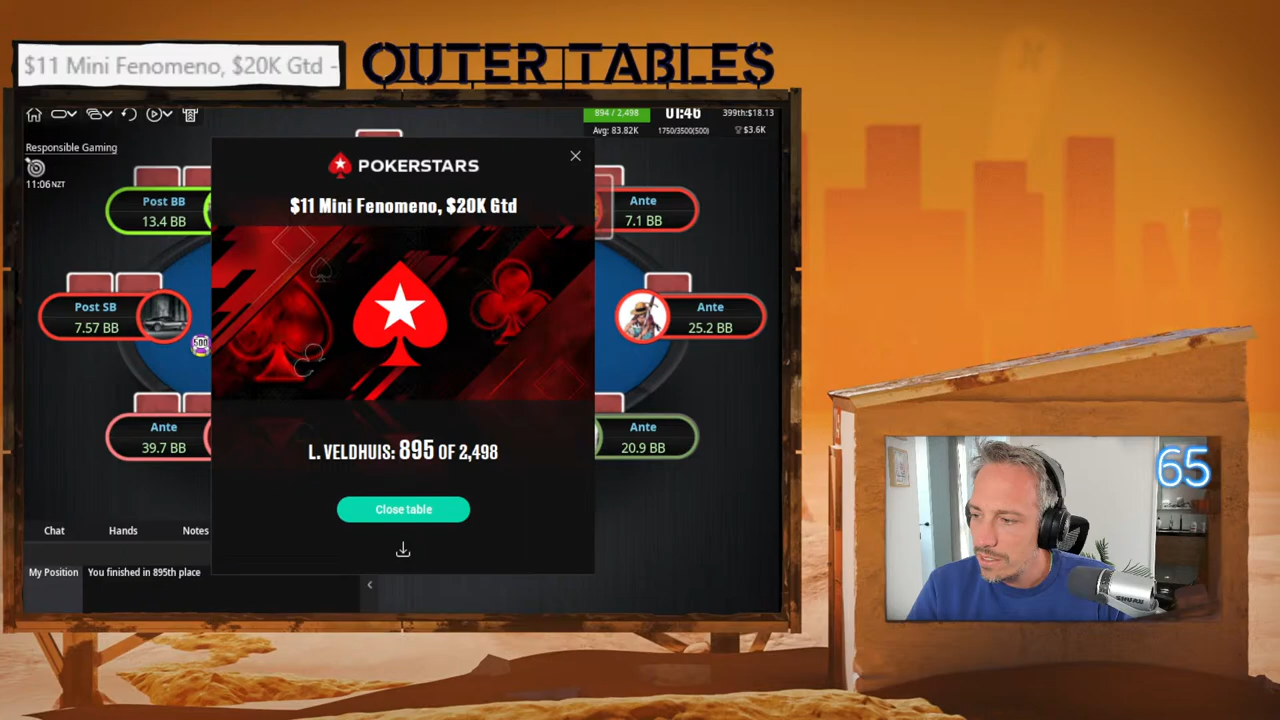 $11 Mini Fenomeno, $20K Gtd -
OUTER TABLES
894 / 2,498
01:46
399th:$18.13
Avg: 83.82K
1750/3500(500)
$3.6K
Responsible Gaming
11:06 NZT
POKERSTARS
$11 Mini Fenomeno, $20K Gtd
Post BB
13.4 BB
Ante
7.1 BB
Post SB
7.57 BB
500
Ante
25.2 BB
Ante
39.7 BB
Ante
20.9 BB
L. VELDHUIS: 895 OF 2,498
Close table
Chat
Hands
Notes
My Position
You finished in 895th place
65
SHURE